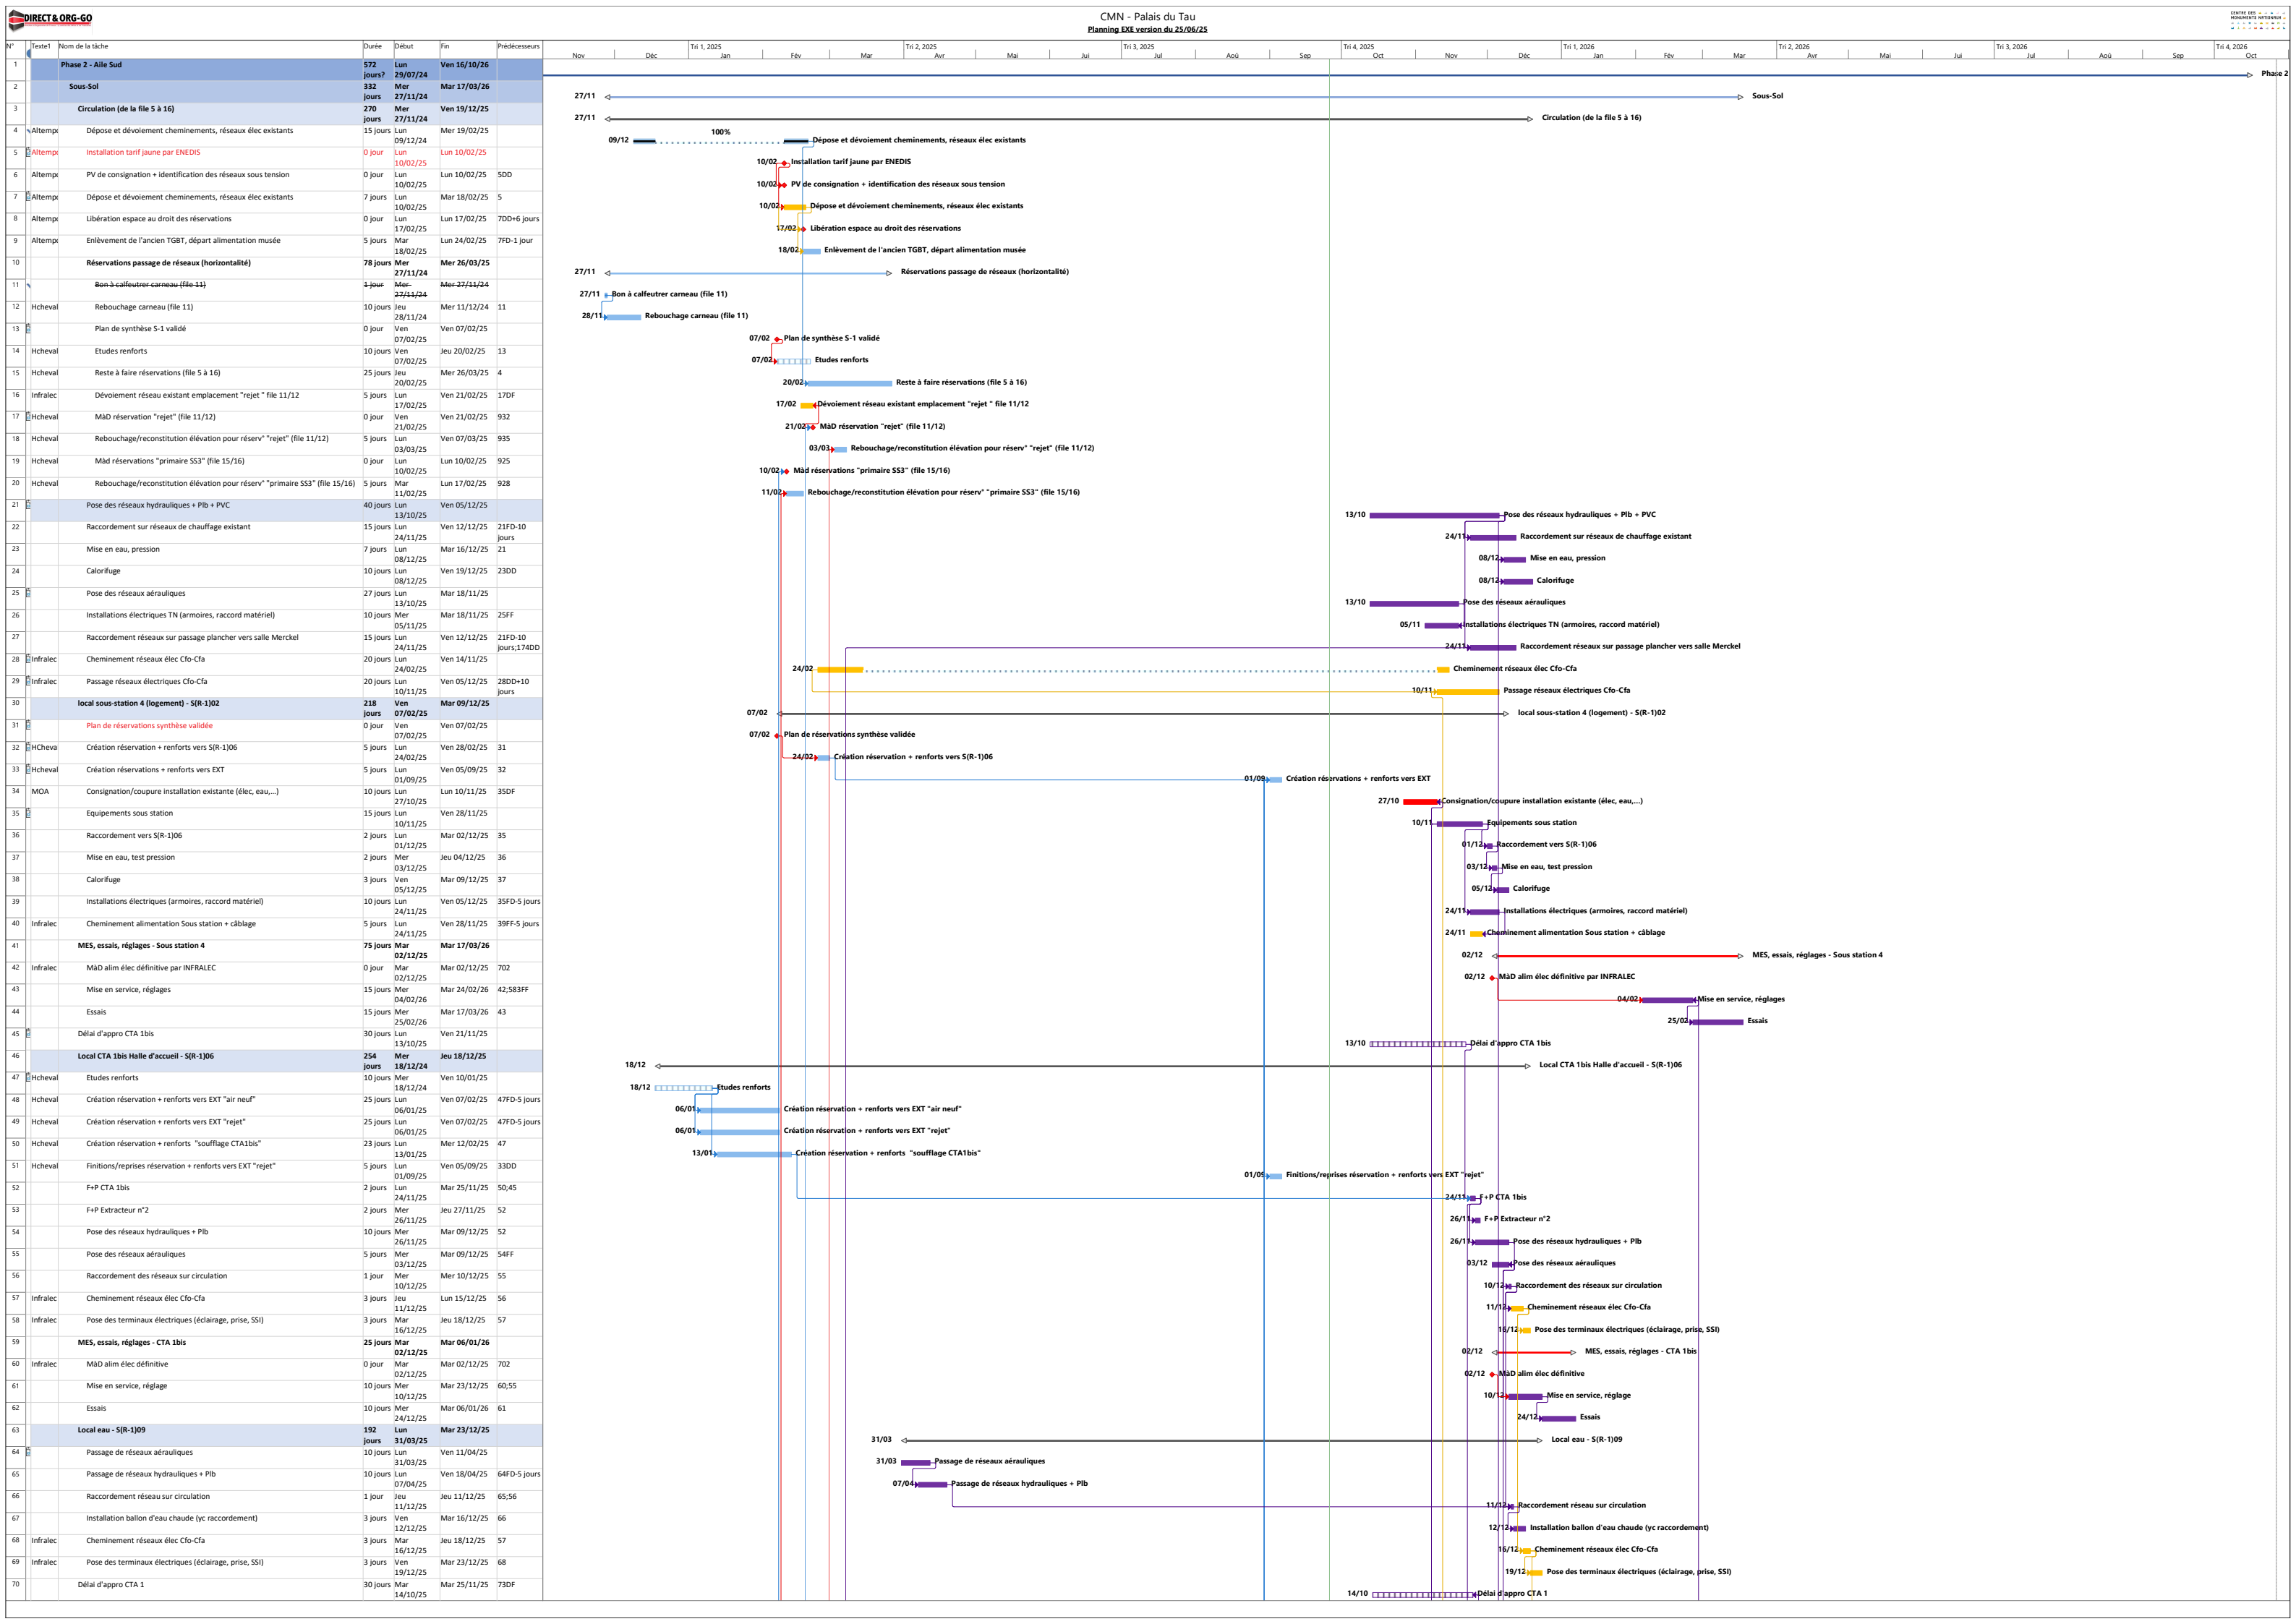 DIRECT & ORG-GO
CMN - Palais du Tau
Planning EXE version du 25/06/25
CENTRE DES
MONUMENTS NATIONAUX
N° Texte1 Nom de la tâche Durée Début Fin Prédécesseurs
Tri 1, 2025 Tri 2, 2025 Tri 3, 2025 Tri 4, 2025 Tri 1, 2026 Tri 2, 2026 Tri 3, 2026 Tri 4, 2026
Nov Déc Jan Fév Mar Avr Mai Jui Jul Aoû Sep Oct Nov Déc Jan Fév Mar Avr Mai Jui Jul Aoû Sep Oct
1 Phase 2 - Aile Sud 572 jours? Lun 29/07/24 Ven 16/10/26 Phase 2
2 Sous-Sol 332 jours Mer 27/11/24 Mar 17/03/26 27/11 Sous-Sol
3 Circulation (de la file 5 à 16) 270 jours Mer 27/11/24 Ven 19/12/25 27/11 Circulation (de la file 5 à 16)
4 Altemp Dépose et dévoiement cheminements, réseaux élec existants 15 jours Lun 09/12/24 Mer 19/02/25 09/12 100% Dépose et dévoiement cheminements, réseaux élec existants
5 Altemp Installation tarif jaune par ENEDIS 0 jour Lun 10/02/25 Lun 10/02/25 10/02 Installation tarif jaune par ENEDIS
6 Altemp PV de consignation + identification des réseaux sous tension 0 jour Lun 10/02/25 Lun 10/02/25 5DD 10/02 PV de consignation + identification des réseaux sous tension
7 Altemp Dépose et dévoiement cheminements, réseaux élec existants 7 jours Lun 10/02/25 Mar 18/02/25 5 10/02 Dépose et dévoiement cheminements, réseaux élec existants
8 Altemp Libération espace au droit des réservations 0 jour Lun 17/02/25 Lun 17/02/25 7DD+6 jours 17/02 Libération espace au droit des réservations
9 Altemp Enlèvement de l'ancien TGBT, départ alimentation musée 5 jours Mar 18/02/25 Lun 24/02/25 7FD-1 jour 18/02 Enlèvement de l'ancien TGBT, départ alimentation musée
10 Réservations passage de réseaux (horizontalité) 78 jours Mer 27/11/24 Mer 26/03/25 27/11 Réservations passage de réseaux (horizontalité)
11 Bon à calfeutrer carneau (file 11) 1 jour Mer 27/11/24 Mer 27/11/24 27/11 Bon à calfeutrer carneau (file 11)
12 Hcheval Rebouchage carneau (file 11) 10 jours Jeu 28/11/24 Mer 11/12/24 11 28/11 Rebouchage carneau (file 11)
13 Plan de synthèse S-1 validé 0 jour Ven 07/02/25 Ven 07/02/25 07/02 Plan de synthèse S-1 validé
14 Hcheval Etudes renforts 10 jours Ven 07/02/25 Jeu 20/02/25 13 07/02 Etudes renforts
15 Hcheval Reste à faire réservations (file 5 à 16) 25 jours Jeu 20/02/25 Mer 26/03/25 4 20/02 Reste à faire réservations (file 5 à 16)
16 Infralec Dévoiement réseau existant emplacement "rejet " file 11/12 5 jours Lun 17/02/25 Ven 21/02/25 17DF 17/02 Dévoiement réseau existant emplacement "rejet " file 11/12
17 Hcheval MàD réservation "rejet" (file 11/12) 0 jour Ven 21/02/25 Ven 21/02/25 932 21/02 MàD réservation "rejet" (file 11/12)
18 Hcheval Rebouchage/reconstitution élévation pour réserv° "rejet" (file 11/12) 5 jours Lun 03/03/25 Ven 07/03/25 935 03/03 Rebouchage/reconstitution élévation pour réserv° "rejet" (file 11/12)
19 Hcheval Màd réservations "primaire SS3" (file 15/16) 0 jour Lun 10/02/25 Lun 10/02/25 925 10/02 Màd réservations "primaire SS3" (file 15/16)
20 Hcheval Rebouchage/reconstitution élévation pour réserv° "primaire SS3" (file 15/16) 5 jours Mar 11/02/25 Lun 17/02/25 928 11/02 Rebouchage/reconstitution élévation pour réserv° "primaire SS3" (file 15/16)
21 Pose des réseaux hydrauliques + Plb + PVC 40 jours Lun 13/10/25 Ven 05/12/25 13/10 Pose des réseaux hydrauliques + Plb + PVC
22 Raccordement sur réseaux de chauffage existant 15 jours Lun 24/11/25 Ven 12/12/25 21FD-10 jours 24/11 Raccordement sur réseaux de chauffage existant
23 Mise en eau, pression 7 jours Lun 08/12/25 Mar 16/12/25 21 08/12 Mise en eau, pression
24 Calorifuge 10 jours Lun 08/12/25 Ven 19/12/25 23DD 08/12 Calorifuge
25 Pose des réseaux aérauliques 27 jours Lun 13/10/25 Mar 18/11/25 13/10 Pose des réseaux aérauliques
26 Installations électriques TN (armoires, raccord matériel) 10 jours Mer 05/11/25 Mar 18/11/25 25FF 05/11 Installations électriques TN (armoires, raccord matériel)
27 Raccordement réseaux sur passage plancher vers salle Merckel 15 jours Lun 24/11/25 Ven 12/12/25 21FD-10 jours;174DD 24/11 Raccordement réseaux sur passage plancher vers salle Merckel
28 Infralec Cheminement réseaux élec Cfo-Cfa 20 jours Lun 24/02/25 Ven 14/11/25 24/02 Cheminement réseaux élec Cfo-Cfa
29 Infralec Passage réseaux électriques Cfo-Cfa 20 jours Lun 10/11/25 Ven 05/12/25 28DD+10 jours 10/11 Passage réseaux électriques Cfo-Cfa
30 local sous-station 4 (logement) - S(R-1)02 218 jours Ven 07/02/25 Mar 09/12/25 07/02 local sous-station 4 (logement) - S(R-1)02
31 Plan de réservations synthèse validée 0 jour Ven 07/02/25 Ven 07/02/25 07/02 Plan de réservations synthèse validée
32 HCheva Création réservation + renforts vers S(R-1)06 5 jours Lun 24/02/25 Ven 28/02/25 31 24/02 Création réservation + renforts vers S(R-1)06
33 Hcheval Création réservations + renforts vers EXT 5 jours Lun 01/09/25 Ven 05/09/25 32 01/09 Création réservations + renforts vers EXT
34 MOA Consignation/coupure installation existante (élec, eau,...) 10 jours Lun 27/10/25 Lun 10/11/25 35DF 27/10 Consignation/coupure installation existante (élec, eau,...)
35 Equipements sous station 15 jours Lun 10/11/25 Ven 28/11/25 10/11 Equipements sous station
36 Raccordement vers S(R-1)06 2 jours Lun 01/12/25 Mar 02/12/25 35 01/12 Raccordement vers S(R-1)06
37 Mise en eau, test pression 2 jours Mer 03/12/25 Jeu 04/12/25 36 03/12 Mise en eau, test pression
38 Calorifuge 3 jours Ven 05/12/25 Mar 09/12/25 37 05/12 Calorifuge
39 Installations électriques (armoires, raccord matériel) 10 jours Lun 24/11/25 Ven 05/12/25 35FD-5 jours 24/11 Installations électriques (armoires, raccord matériel)
40 Infralec Cheminement alimentation Sous station + câblage 5 jours Lun 24/11/25 Ven 28/11/25 39FF-5 jours 24/11 Cheminement alimentation Sous station + câblage
41 MES, essais, réglages - Sous station 4 75 jours Mar 02/12/25 Mar 17/03/26 02/12 MES, essais, réglages - Sous station 4
42 Infralec MàD alim élec définitive par INFRALEC 0 jour Mar 02/12/25 Mar 02/12/25 702 02/12 MàD alim élec définitive par INFRALEC
43 Mise en service, réglages 15 jours Mer 04/02/26 Mar 24/02/26 42;583FF 04/02 Mise en service, réglages
44 Essais 15 jours Mer 25/02/26 Mar 17/03/26 43 25/02 Essais
45 Délai d'appro CTA 1bis 30 jours Lun 13/10/25 Ven 21/11/25 13/10 Délai d'appro CTA 1bis
46 Local CTA 1bis Halle d'accueil - S(R-1)06 254 jours Mer 18/12/24 Jeu 18/12/25 18/12 Local CTA 1bis Halle d'accueil - S(R-1)06
47 Hcheval Etudes renforts 10 jours Mer 18/12/24 Ven 10/01/25 18/12 Etudes renforts
48 Hcheval Création réservation + renforts vers EXT "air neuf" 25 jours Lun 06/01/25 Ven 07/02/25 47FD-5 jours 06/01 Création réservation + renforts vers EXT "air neuf"
49 Hcheval Création réservation + renforts vers EXT "rejet" 25 jours Lun 06/01/25 Ven 07/02/25 47FD-5 jours 06/01 Création réservation + renforts vers EXT "rejet"
50 Hcheval Création réservation + renforts "soufflage CTA1bis" 23 jours Lun 13/01/25 Mer 12/02/25 47 13/01 Création réservation + renforts "soufflage CTA1bis"
51 Hcheval Finitions/reprises réservation + renforts vers EXT "rejet" 5 jours Lun 01/09/25 Ven 05/09/25 33DD 01/09 Finitions/reprises réservation + renforts vers EXT "rejet"
52 F+P CTA 1bis 2 jours Lun 24/11/25 Mar 25/11/25 50;45 24/11 F+P CTA 1bis
53 F+P Extracteur n°2 2 jours Mer 26/11/25 Jeu 27/11/25 52 26/11 F+P Extracteur n°2
54 Pose des réseaux hydrauliques + Plb 10 jours Mer 26/11/25 Mar 09/12/25 52 26/11 Pose des réseaux hydrauliques + Plb
55 Pose des réseaux aérauliques 5 jours Mer 03/12/25 Mar 09/12/25 54FF 03/12 Pose des réseaux aérauliques
56 Raccordement des réseaux sur circulation 1 jour Mer 10/12/25 Mer 10/12/25 55 10/12 Raccordement des réseaux sur circulation
57 Infralec Cheminement réseaux élec Cfo-Cfa 3 jours Jeu 11/12/25 Lun 15/12/25 56 11/12 Cheminement réseaux élec Cfo-Cfa
58 Infralec Pose des terminaux électriques (éclairage, prise, SSI) 3 jours Mar 16/12/25 Jeu 18/12/25 57 16/12 Pose des terminaux électriques (éclairage, prise, SSI)
59 MES, essais, réglages - CTA 1bis 25 jours Mar 02/12/25 Mar 06/01/26 02/12 MES, essais, réglages - CTA 1bis
60 Infralec MàD alim élec définitive 0 jour Mar 02/12/25 Mar 02/12/25 702 02/12 MàD alim élec définitive
61 Mise en service, réglage 10 jours Mer 10/12/25 Mar 23/12/25 60;55 10/12 Mise en service, réglage
62 Essais 10 jours Mer 24/12/25 Mar 06/01/26 61 24/12 Essais
63 Local eau - S(R-1)09 192 jours Lun 31/03/25 Mar 23/12/25 31/03 Local eau - S(R-1)09
64 Passage de réseaux aérauliques 10 jours Lun 31/03/25 Ven 11/04/25 31/03 Passage de réseaux aérauliques
65 Passage de réseaux hydrauliques + Plb 10 jours Lun 07/04/25 Ven 18/04/25 64FD-5 jours 07/04 Passage de réseaux hydrauliques + Plb
66 Raccordement réseau sur circulation 1 jour Jeu 11/12/25 Jeu 11/12/25 65;56 11/12 Raccordement réseau sur circulation
67 Installation ballon d'eau chaude (yc raccordement) 3 jours Ven 12/12/25 Mar 16/12/25 66 12/12 Installation ballon d'eau chaude (yc raccordement)
68 Infralec Cheminement réseaux élec Cfo-Cfa 3 jours Mar 16/12/25 Jeu 18/12/25 57 16/12 Cheminement réseaux élec Cfo-Cfa
69 Infralec Pose des terminaux électriques (éclairage, prise, SSI) 3 jours Ven 19/12/25 Mar 23/12/25 68 19/12 Pose des terminaux électriques (éclairage, prise, SSI)
70 Délai d'appro CTA 1 30 jours Mar 14/10/25 Mar 25/11/25 73DF 14/10 Délai d'appro CTA 1